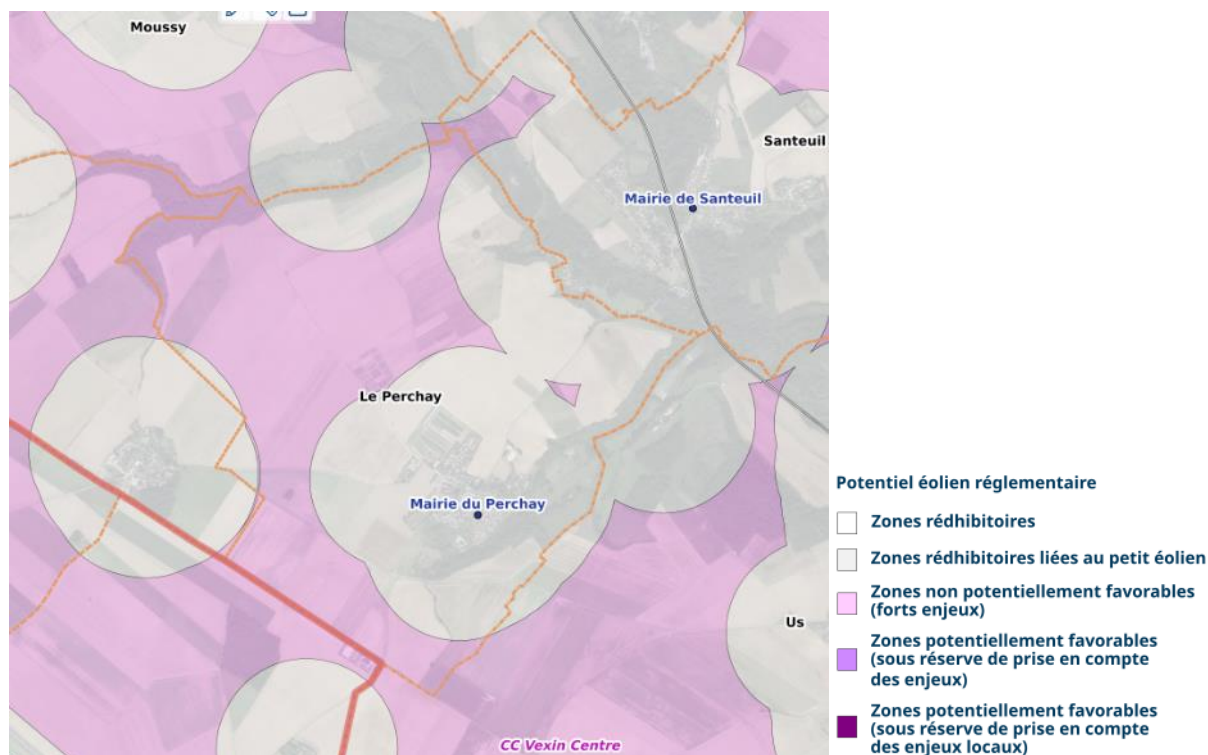 Moussy
Santeuil
Mairie de Santeuil
Le Perchay
Mairie du Perchay
Us
CC Vexin Centre
Potentiel éolien réglementaire
Zones rédhibitoires
Zones rédhibitoires liées au petit éolien
Zones non potentiellement favorables
(forts enjeux)
Zones potentiellement favorables
(sous réserve de prise en compte
des enjeux)
Zones potentiellement favorables
(sous réserve de prise en compte
des enjeux locaux)